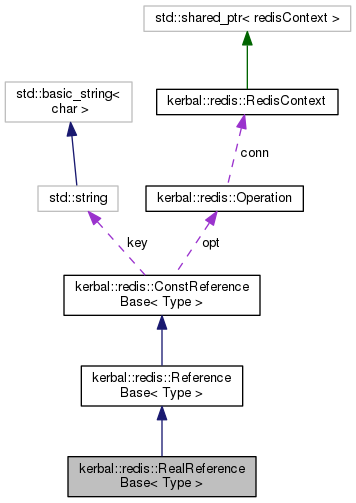 std::shared_ptr< redisContext >
std::basic_string<
char >
kerbal::redis::RedisContext
conn
std::string
kerbal::redis::Operation
key
opt
kerbal::redis::ConstReference
Base< Type >
kerbal::redis::Reference
Base< Type >
kerbal::redis::RealReference
Base< Type >